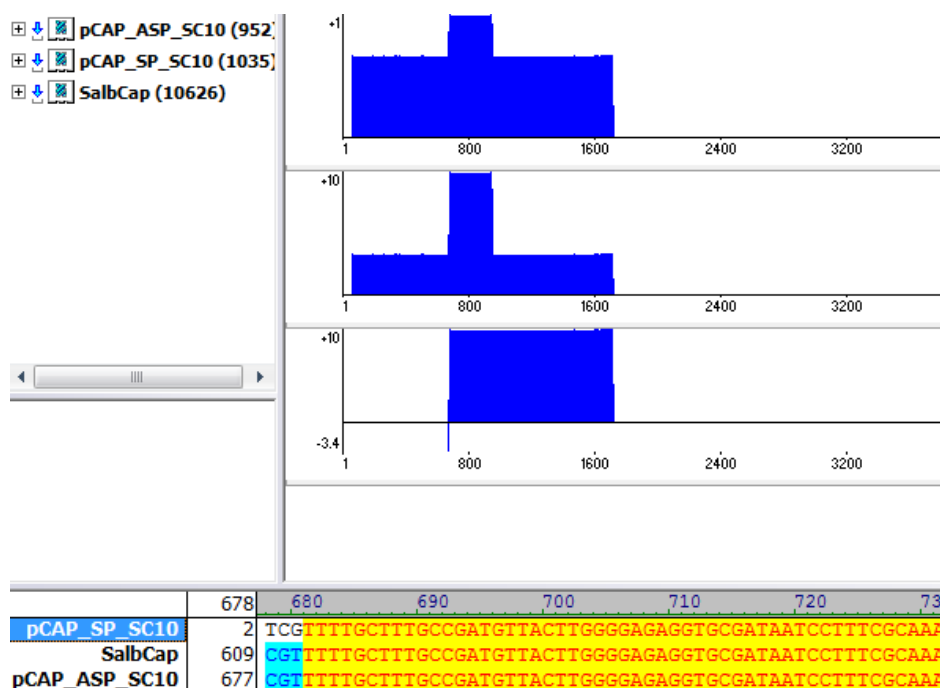 pCAP_ASP_SC10 (952)
pCAP_SP_SC10 (1035)
SalbCap (10626)
+1
1 800 1600 2400 3200
+10
1 800 1600 2400 3200
+10
-3.4
1 800 1600 2400 3200
678 680 690 700 710 720 73
pCAP_SP_SC10 2 TCGTTTTGCTTTGCCGATGTTACTTGGGGAGAGGTGCGATAATCCTTTCGCAAA
SalbCap 609 CGTTTTTGCTTTGCCGATGTTACTTGGGGAGAGGTGCGATAATCCTTTCGCAAA
pCAP_ASP_SC10 677 CGTTTTTGCTTTGCCGATGTTACTTGGGGAGAGGTGCGATAATCCTTTCGCAAA